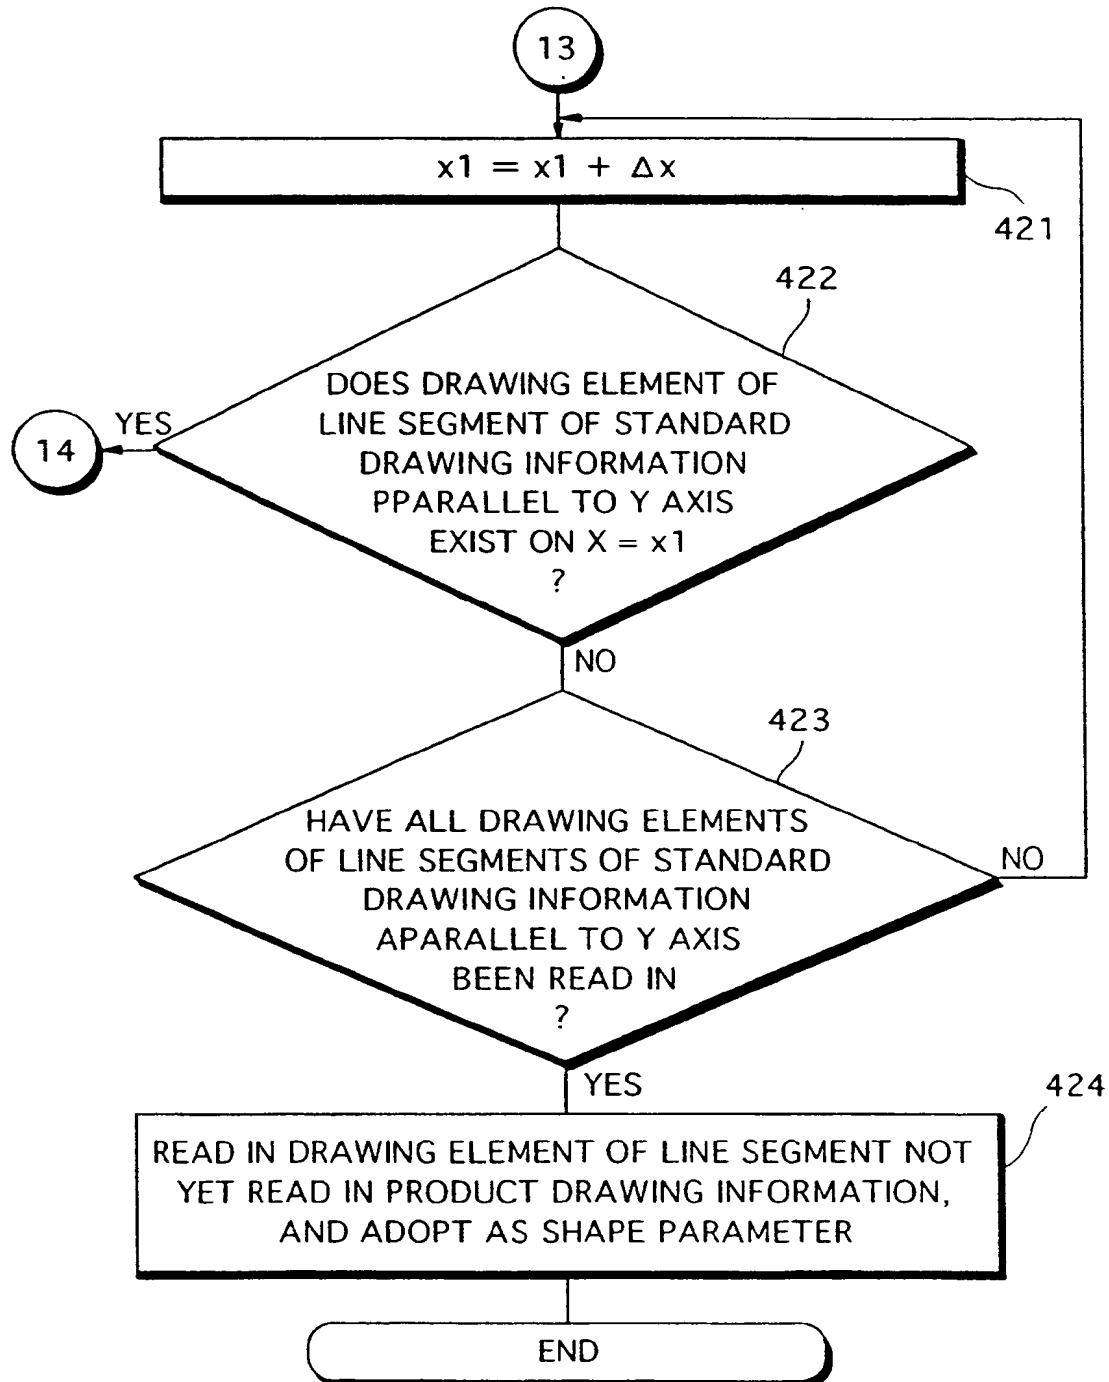 13
x1 = x1 + Δx
421
422
DOES DRAWING ELEMENT OF
LINE SEGMENT OF STANDARD
DRAWING INFORMATION
PPARALLEL TO Y AXIS
EXIST ON X = x1
?
YES
14
NO
423
HAVE ALL DRAWING ELEMENTS
OF LINE SEGMENTS OF STANDARD
DRAWING INFORMATION
APARALLEL TO Y AXIS
BEEN READ IN
?
NO
YES
424
READ IN DRAWING ELEMENT OF LINE SEGMENT NOT
YET READ IN PRODUCT DRAWING INFORMATION,
AND ADOPT AS SHAPE PARAMETER
END